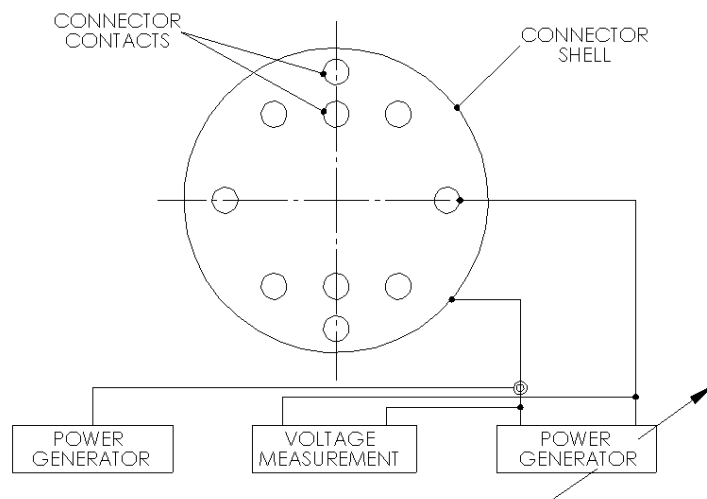 CONNECTOR
CONTACTS
CONNECTOR
SHELL
POWER
GENERATOR
VOLTAGE
MEASUREMENT
POWER
GENERATOR